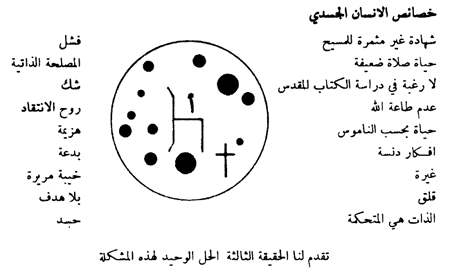 خصائص الانسان الجسدي
شهادة غير مثمرة للمسيح
حياة صلاة ضعيفة
لا رغبة في دراسة الكتاب المقدس
عدم طاعة الله
حياة بحسب الناموس
افكار دنسة
غيرة
قلق
الذات هي المتحكمة
فشل
المصلحة الذاتية
شك
روح الانتقاد
هزيمة
بدعة
خيبة مريرة
بلا هدف
حسد
تقدم لنا الحقيقة الثالثة الحل الوحيد لهذه المشكلة